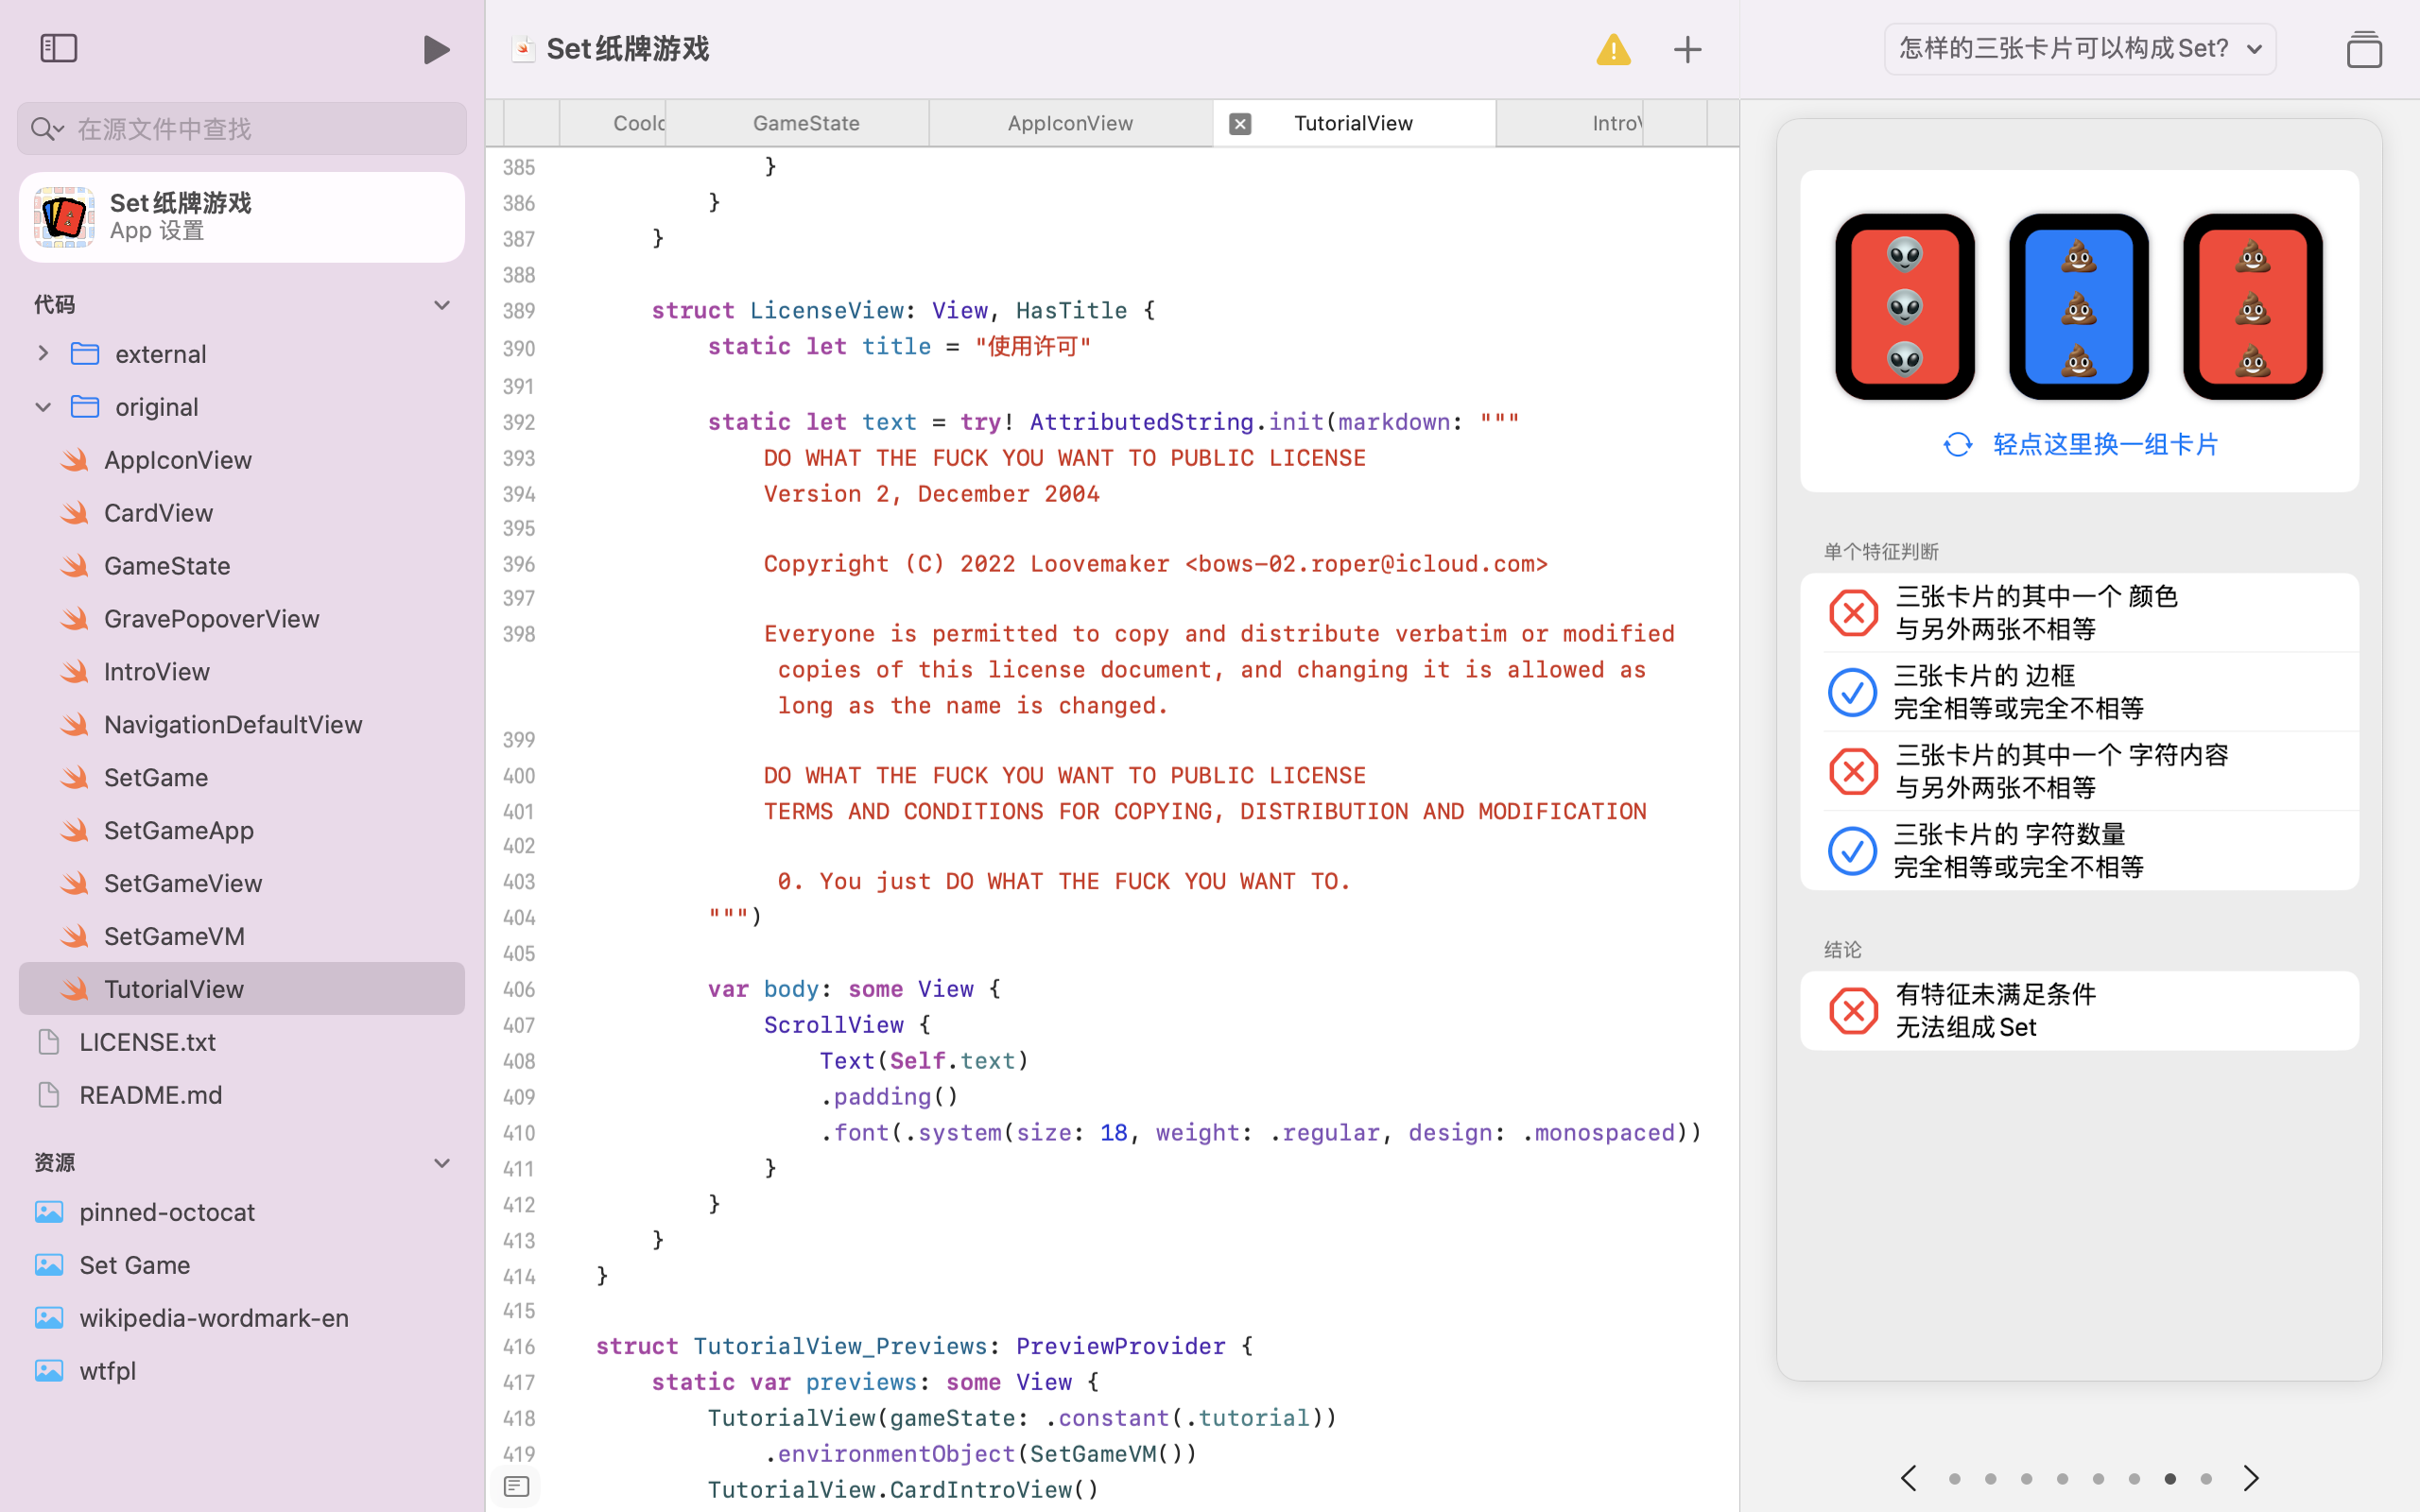 在源文件中查找
Set 纸牌游戏
App 设置
代码
external
original
AppIconView
CardView
GameState
GravePopoverView
IntroView
NavigationDefaultView
SetGame
SetGameApp
SetGameView
SetGameVM
TutorialView
LICENSE.txt
README.md
资源
pinned-octocat
Set Game
wikipedia-wordmark-en
wtfpl
Set 纸牌游戏
GameState
AppIconView
TutorialView
385 }
386 }
387 }
388
389 struct LicenseView: View, HasTitle {
390 static let title = "使用许可"
391
392 static let text = try! AttributedString.init(markdown: """
393 DO WHAT THE FUCK YOU WANT TO PUBLIC LICENSE
394 Version 2, December 2004
395
396 Copyright (C) 2022 Loovemaker <bows-02.roper@icloud.com>
397
398 Everyone is permitted to copy and distribute verbatim or modified
copies of this license document, and changing it is allowed as
long as the name is changed.
399
400 DO WHAT THE FUCK YOU WANT TO PUBLIC LICENSE
401 TERMS AND CONDITIONS FOR COPYING, DISTRIBUTION AND MODIFICATION
402
403 0. You just DO WHAT THE FUCK YOU WANT TO.
404 """)
405
406 var body: some View {
407 ScrollView {
408 Text(Self.text)
409 .padding()
410 .font(.system(size: 18, weight: .regular, design: .monospaced))
411 }
412 }
413 }
414 }
415
416 struct TutorialView_Previews: PreviewProvider {
417 static var previews: some View {
418 TutorialView(gameState: .constant(.tutorial))
419 .environmentObject(SetGameVM())
TutorialView.CardIntroView()
怎样的三张卡片可以构成Set?
轻点这里换一组卡片
单个特征判断
三张卡片的其中一个 颜色
与另外两张不相等
三张卡片的 边框
完全相等或完全不相等
三张卡片的其中一个 字符内容
与另外两张不相等
三张卡片的 字符数量
完全相等或完全不相等
结论
有特征未满足条件
无法组成Set